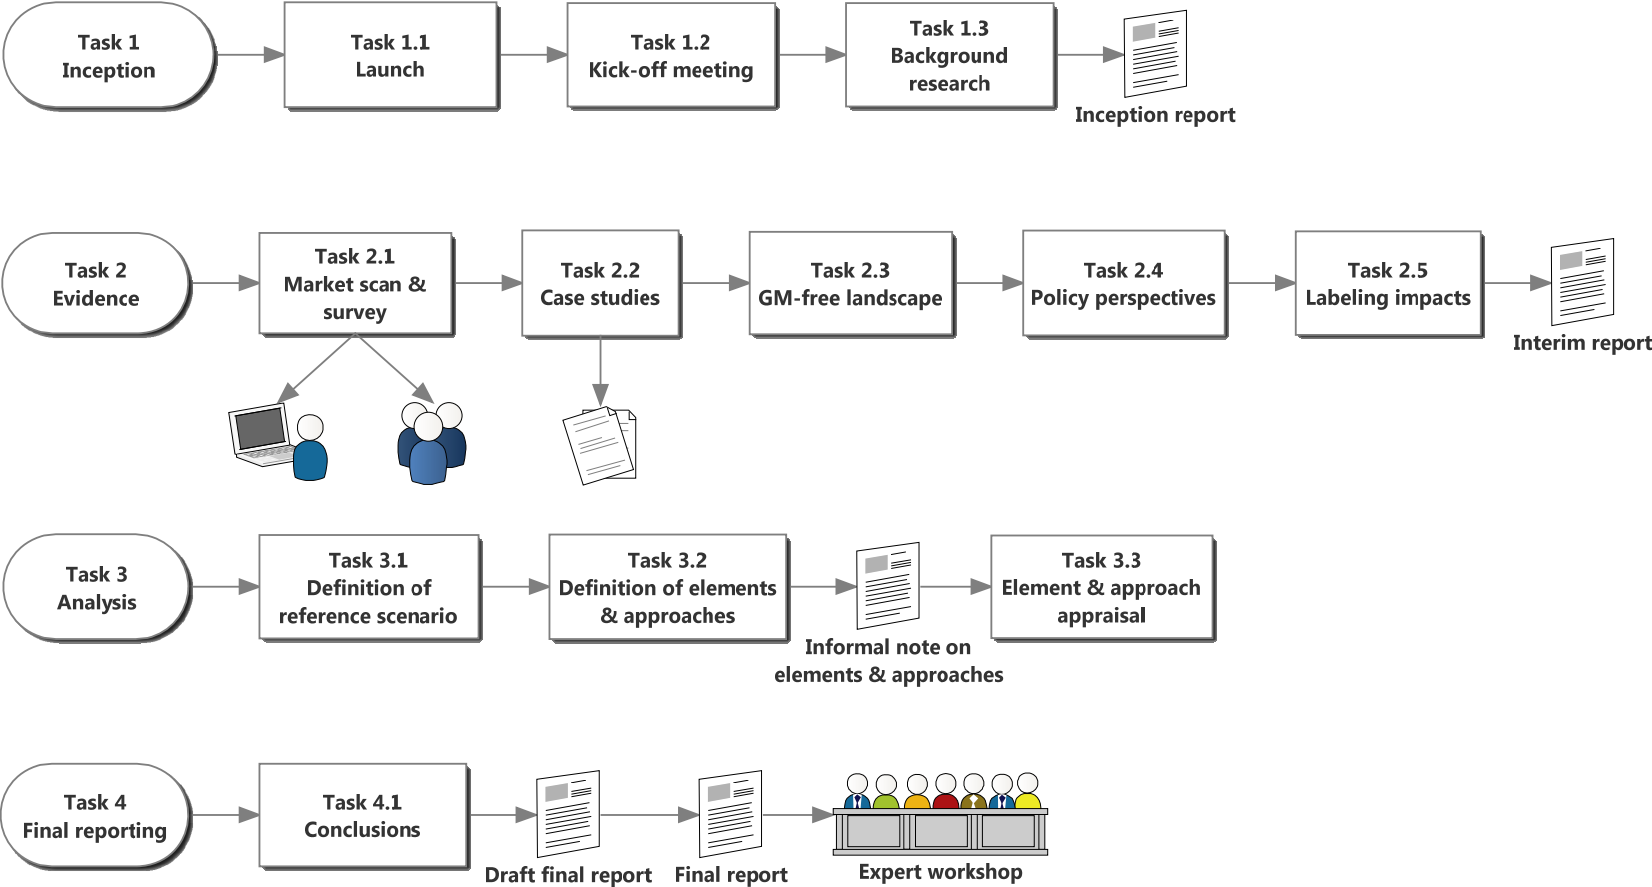 Task 1
Inception
Task 1.1
Launch
Task 1.2
Kick-off meeting
Task 1.3
Background
research
Inception report
Task 2
Evidence
Task 2.1
Market scan &
survey
Task 2.2
Case studies
Task 2.3
GM-free landscape
Task 2.4
Policy perspectives
Task 2.5
Labeling impacts
Interim report
Task 3
Analysis
Task 3.1
Definition of
reference scenario
Task 3.2
Definition of elements
& approaches
Informal note on
elements & approaches
Task 3.3
Element & approach
appraisal
Task 4
Final reporting
Task 4.1
Conclusions
Draft final report
Final report
Expert workshop